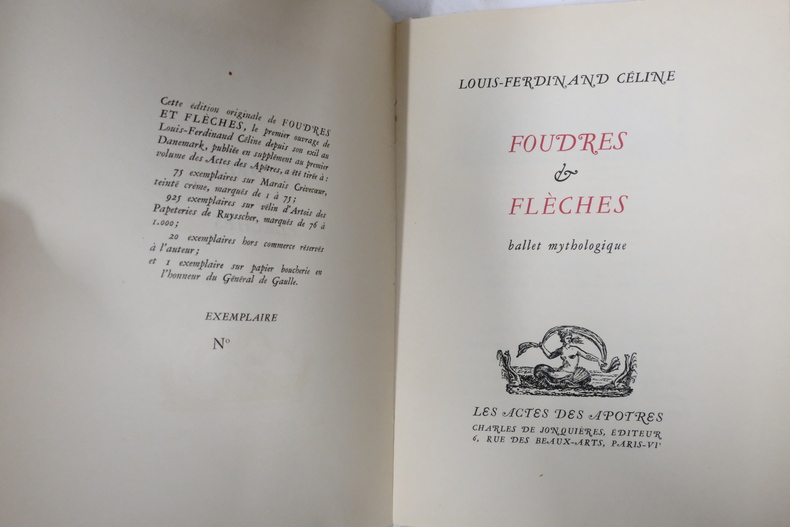 Cette édition originale de FOUDRES
ET FLÈCHES, le premier ouvrage de
Louis-Ferdinand Céline depuis son exil au
Danemark, publiée en supplément au premier
volume des Actes des Apôtres, a été tirée à :
75 exemplaires sur Marais Crèvecœur,
teinté crème, marqués de 1 à 75 ;
925 exemplaires sur vélin d'Artois des
Papeteries de Ruysscher, marqués de 76 à
1.000 ;
20 exemplaires hors commerce réservés
à l'auteur ;
et 1 exemplaire sur papier boucherie en
l'honneur du Général de Gaulle.
EXEMPLAIRE
Nº
LOUIS-FERDINAND CÉLINE
FOUDRES
&
FLÈCHES
ballet mythologique
LES ACTES DES APOTRES
CHARLES DE JONQUIÈRES, EDITEUR
6, RUE DES BEAUX-ARTS, PARIS-VIᵉ